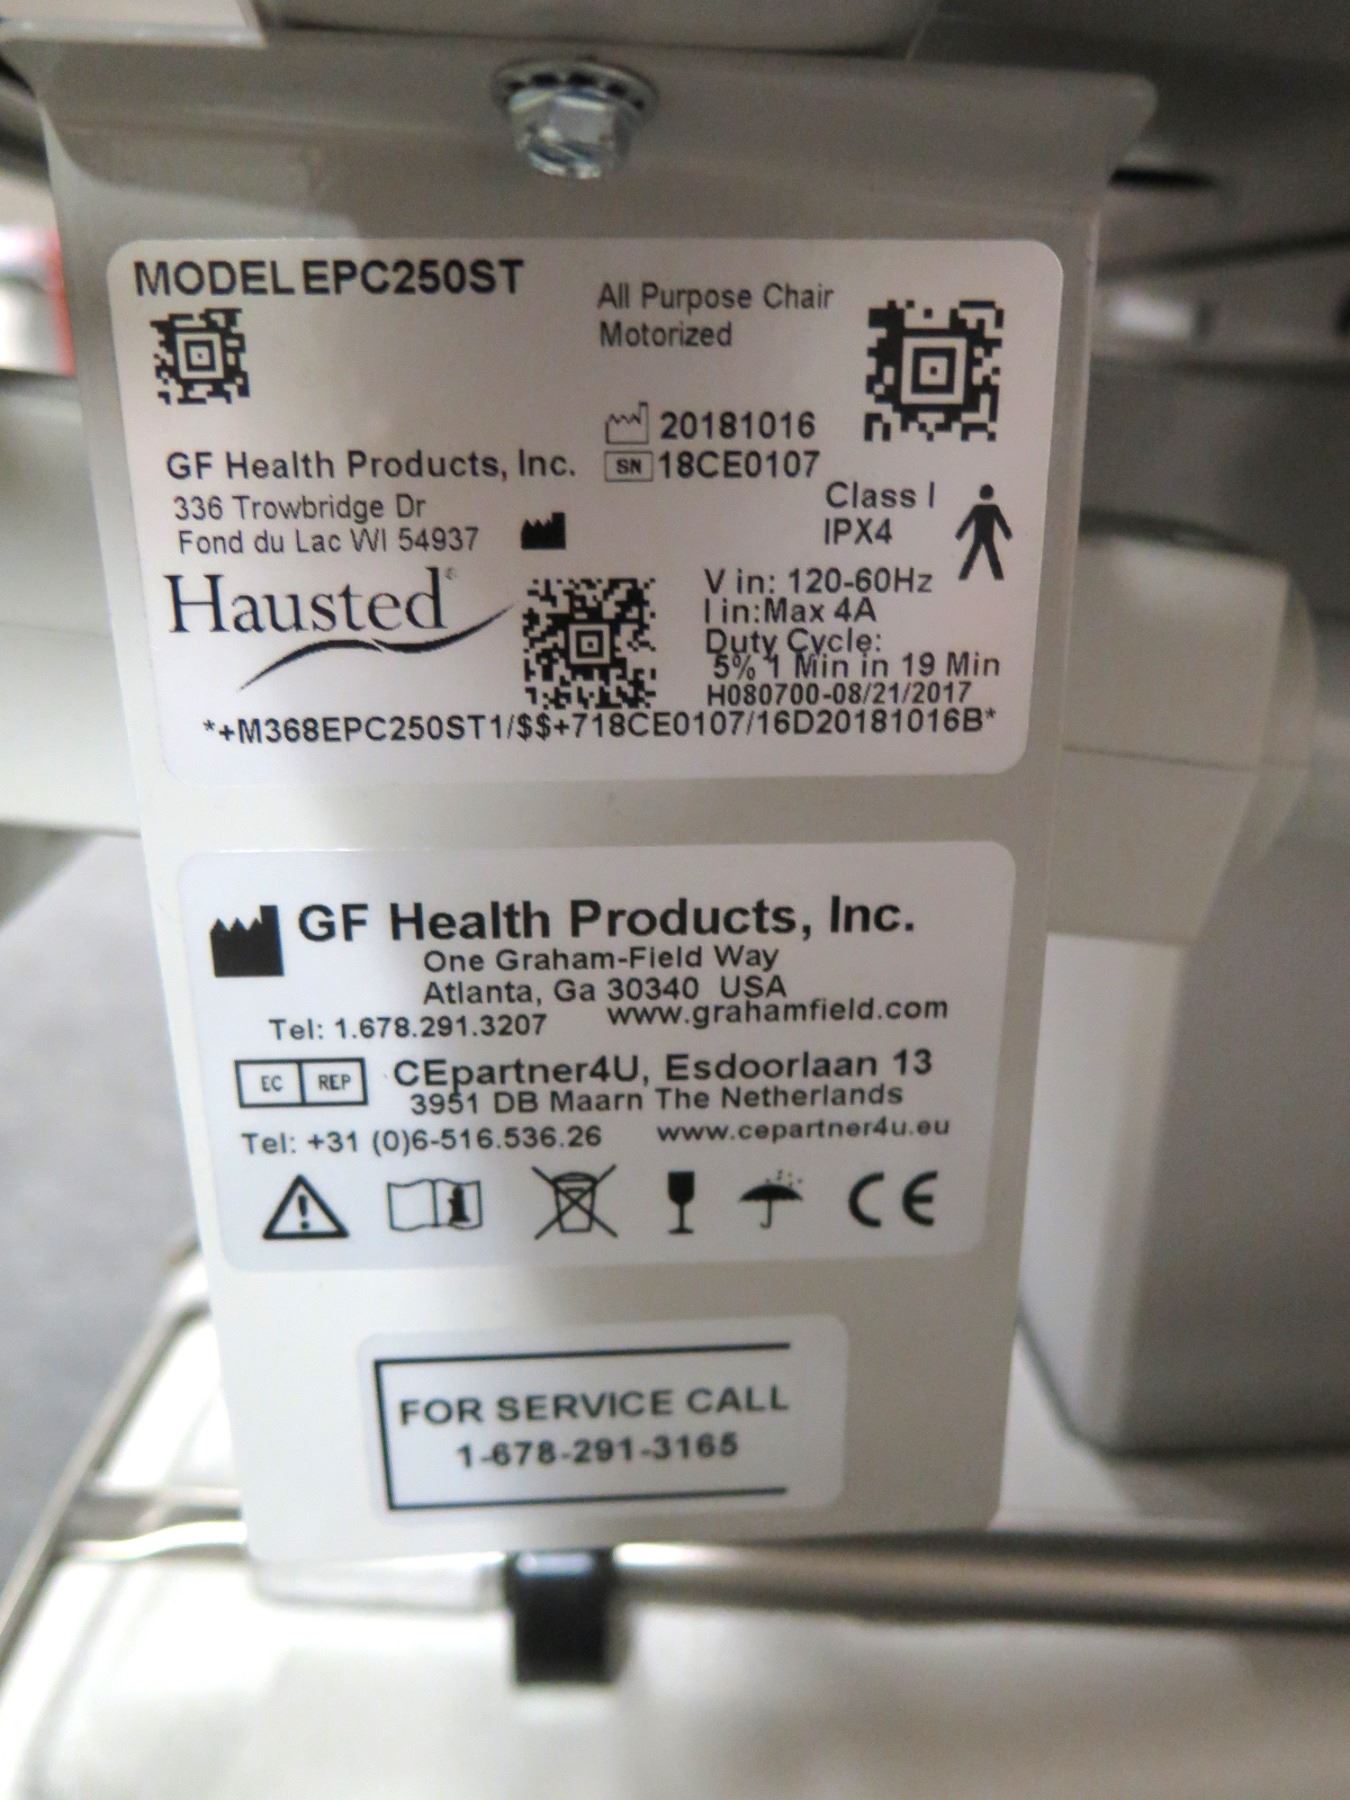 MODEL EPC250ST
All Purpose Chair
Motorized
20181016
SN 18CE0107
GF Health Products, Inc.
336 Trowbridge Dr
Fond du Lac WI 54937
Class I
IPX4
Hausted®
V in: 120-60Hz
I in:Max 4A
Duty Cycle:
5% 1 Min in 19 Min
H080700-08/21/2017
*+M368EPC250ST1/$$+718CE0107/16D20181016B*
GF Health Products, Inc.
One Graham-Field Way
Atlanta, Ga 30340 USA
Tel: 1.678.291.3207 www.grahamfield.com
EC REP CEpartner4U, Esdoorlaan 13
3951 DB Maarn The Netherlands
Tel: +31 (0)6-516.536.26 www.cepartner4u.eu
CE
FOR SERVICE CALL
1-678-291-3165